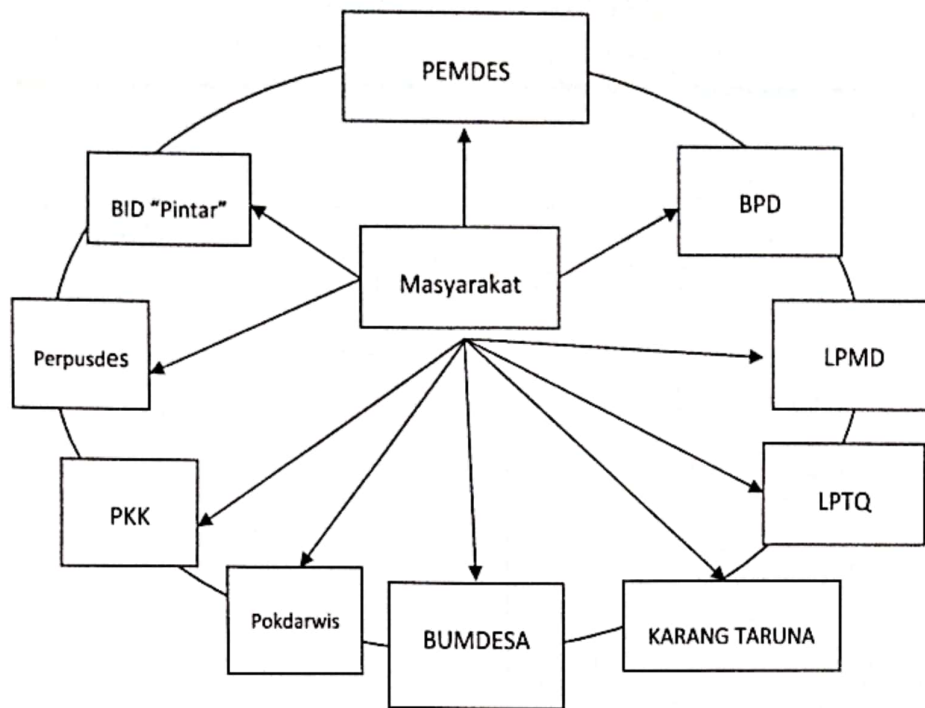 PEMDES
BID “Pintar”
BPD
Masyarakat
Perpusdes
LPMD
PKK
LPTQ
Pokdarwis
BUMDESA
KARANG TARUNA